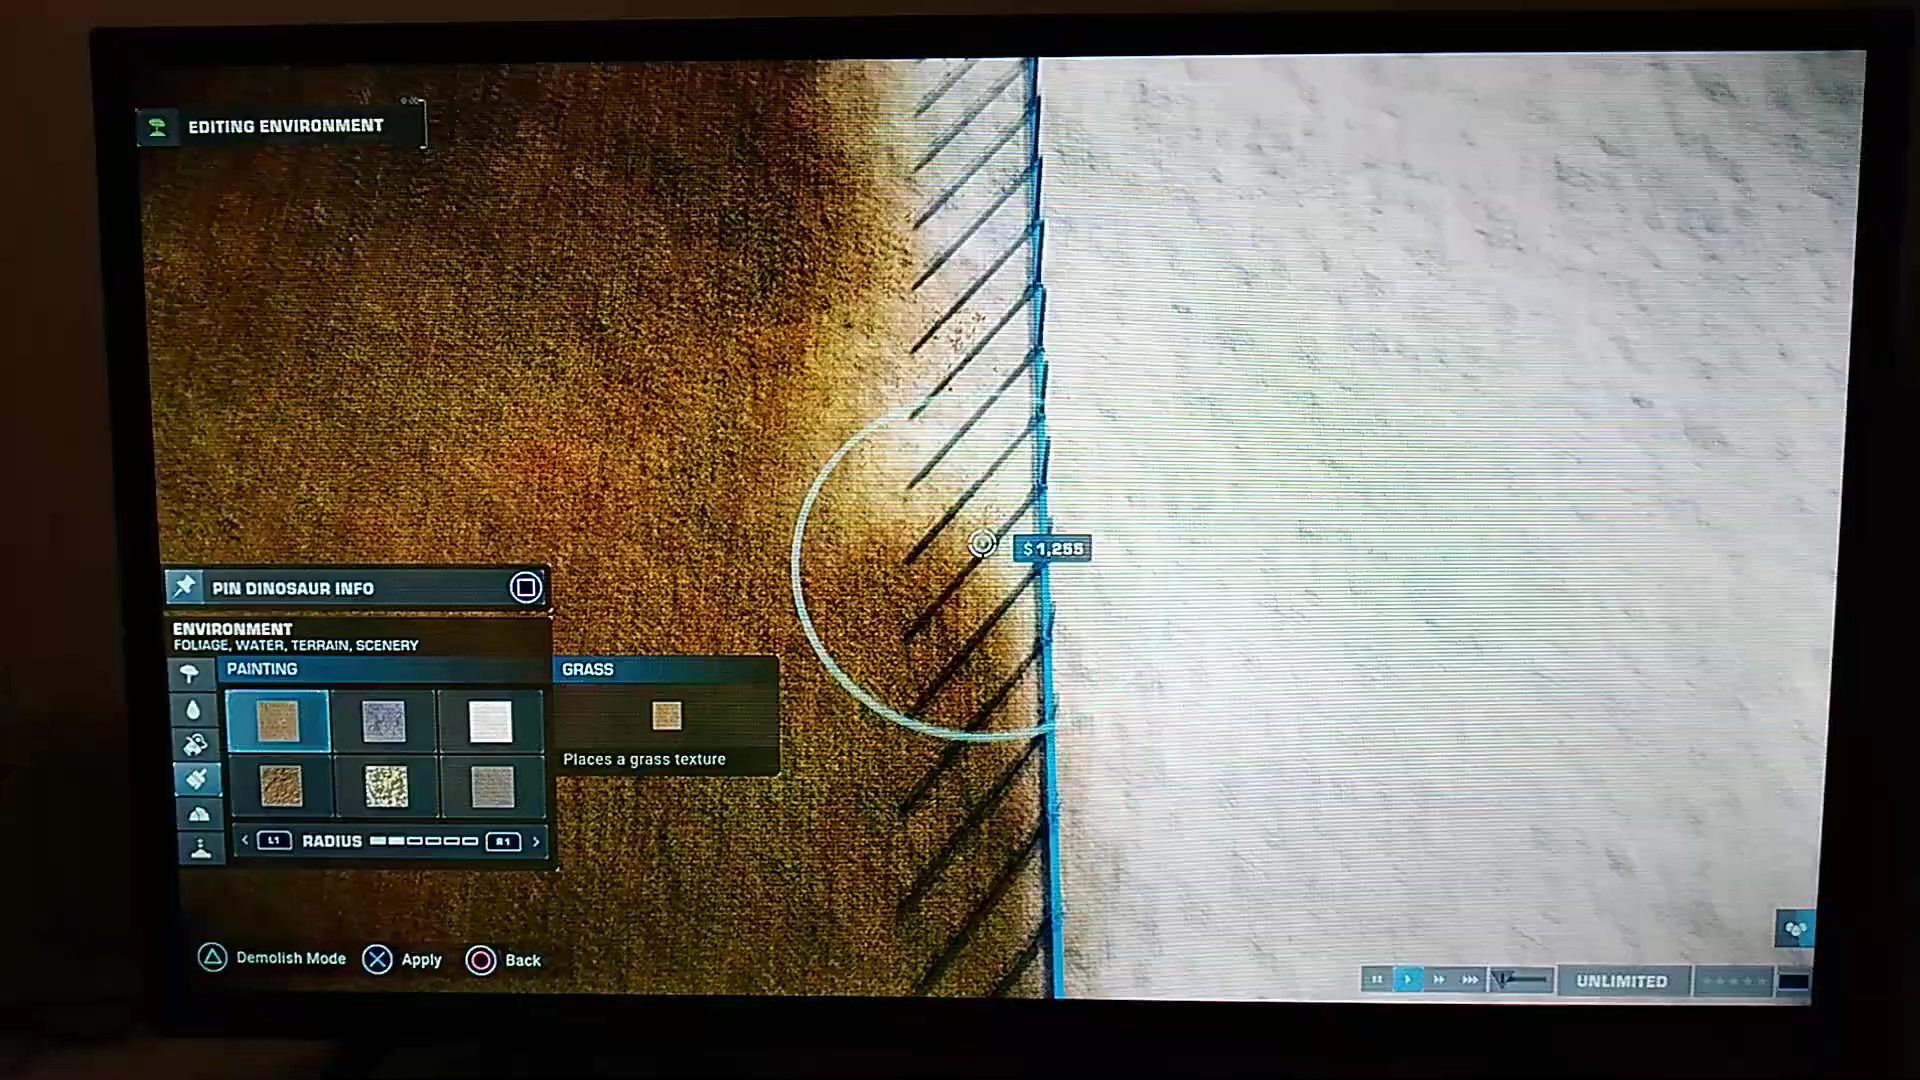 EDITING ENVIRONMENT
$1,255
PIN DINOSAUR INFO
ENVIRONMENT
FOLIAGE, WATER, TERRAIN, SCENERY
PAINTING
GRASS
Places a grass texture
L1 RADIUS R1
Demolish Mode
Apply
Back
UNLIMITED